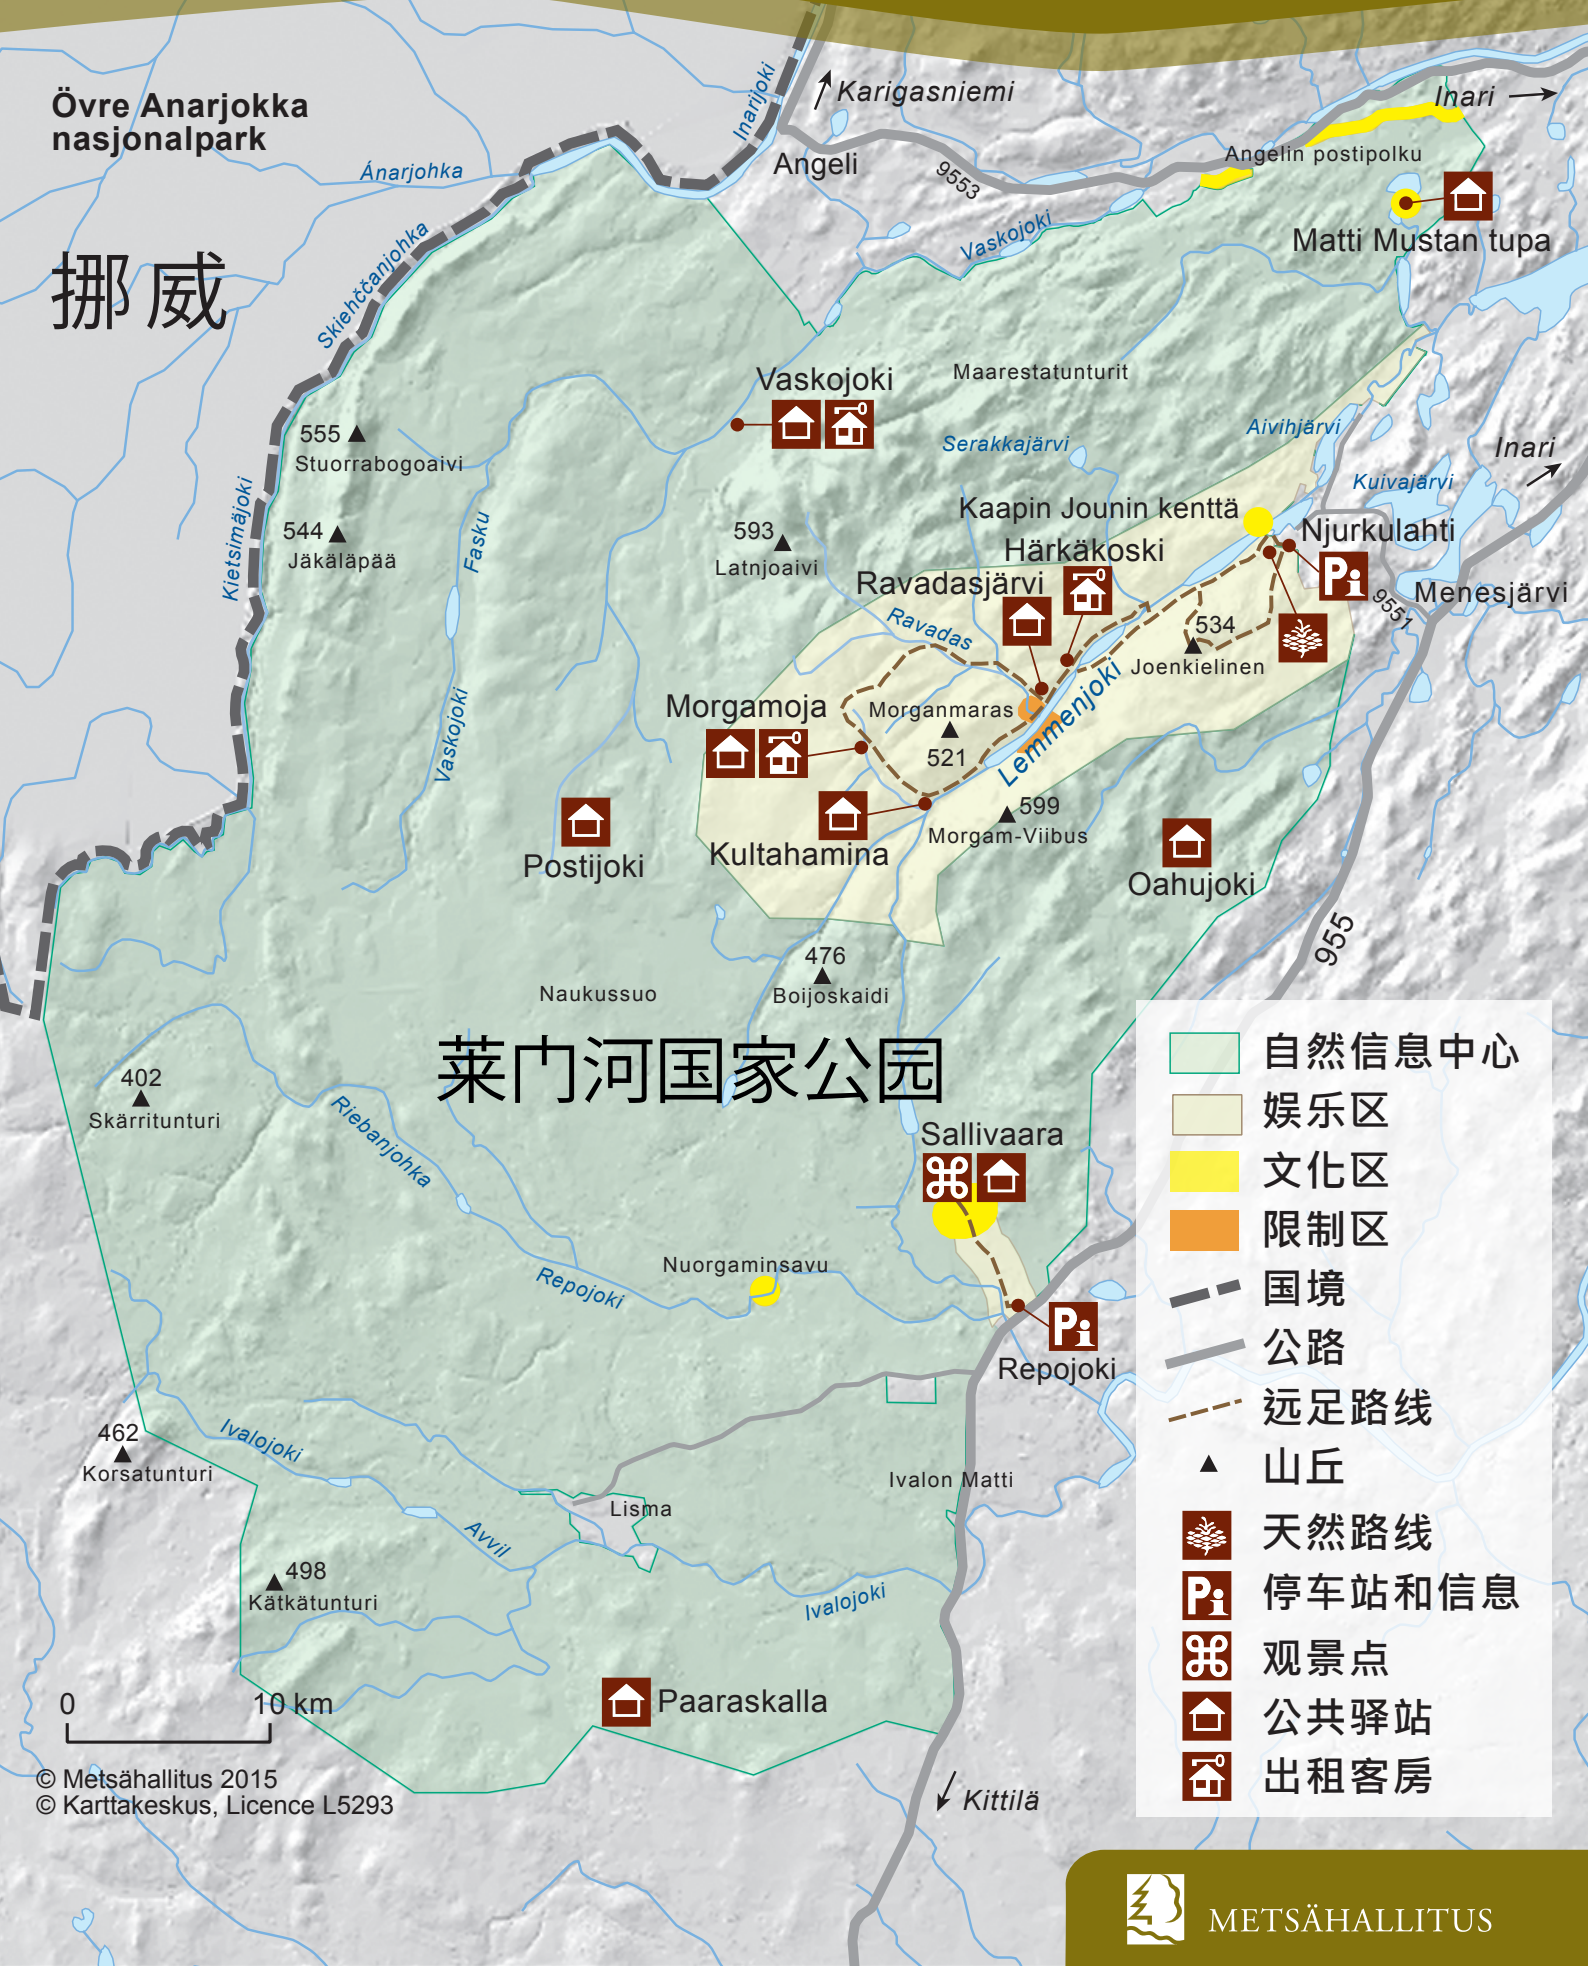 Övre Anarjokka
nasjonalpark
挪威
Ánarjohka
Skiehččanjohka
Inarijoki
Karigasniemi
Angeli
9553
Inari
Angelin postipolku
Vaskojoki
Matti Mustan tupa
Vaskojoki
Maarestatunturit
555
Stuorrabogoaivi
544
Jäkäläpää
Kietsimäjoki
Fasku
Vaskojoki
593
Latnjoaivi
Serakkajärvi
Aivihjärvi
Inari
Kuivajärvi
Kaapin Jounin kenttä
Njurkulahti
Härkäkoski
Ravadasjärvi
Menesjärvi
9551
Ravadas
534
Joenkielinen
Lemmenjoki
Morgamoja
Morganmaras
521
599
Morgam-Viibus
Kultahamina
Postijoki
Oahujoki
955
476
Boijoskaidi
Naukussuo
莱门河国家公园
402
Skärritunturi
Riebanjohka
Sallivaara
Nuorgaminsavu
Repojoki
Repojoki
462
Korsatunturi
Ivalojoki
Ivalon Matti
Lisma
Avvil
498
Kätkätunturi
Ivalojoki
Paaraskalla
Kittilä
0 10 km
© Metsähallitus 2015
© Karttakeskus, Licence L5293
自然信息中心
娱乐区
文化区
限制区
国境
公路
远足路线
山丘
天然路线
Pi 停车站和信息
观景点
公共驿站
出租客房
METSÄHALLITUS